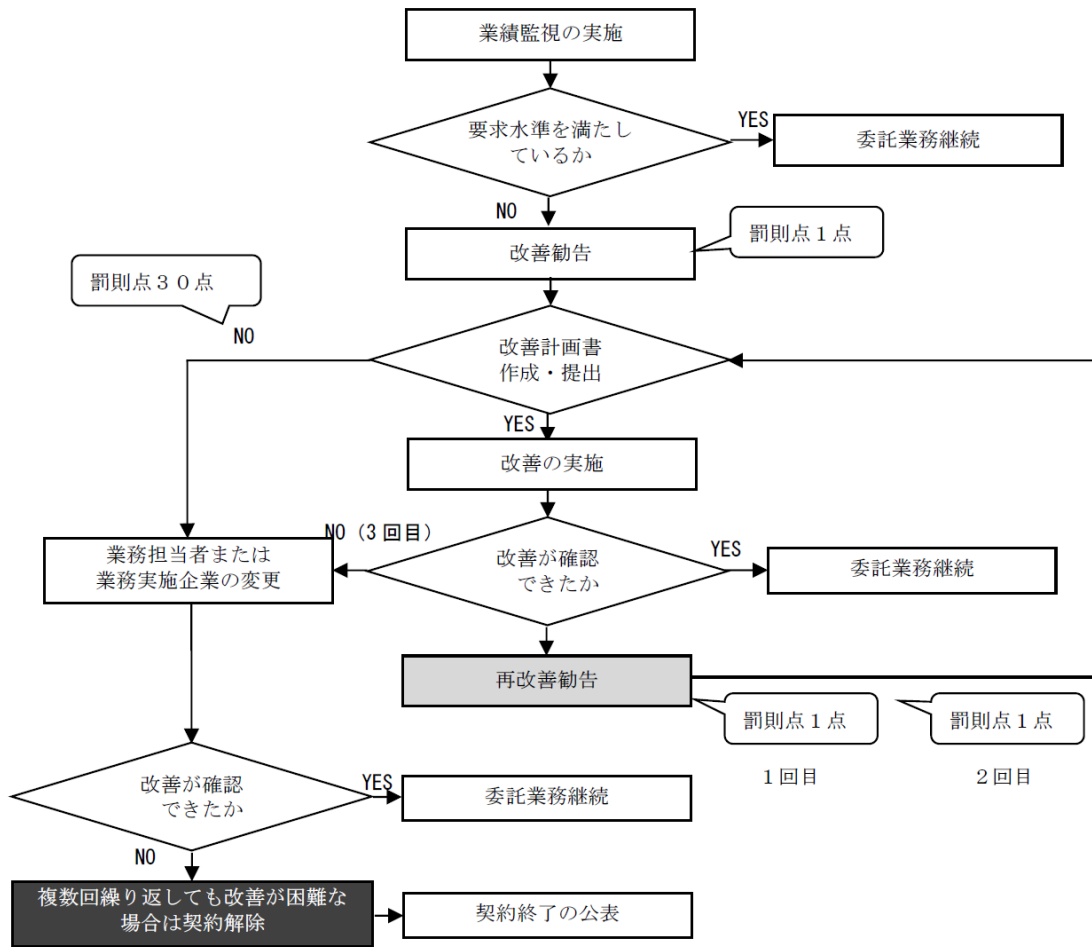 業績監視の実施
要求水準を満たし
ているか
YES
委託業務継続
NO
改善勧告
罰則点１点
罰則点３０点
NO
改善計画書
作成・提出
YES
改善の実施
NO（3回目）
業務担当者または
業務実施企業の変更
改善が確認
できたか
YES
委託業務継続
再改善勧告
罰則点１点
罰則点１点
１回目
２回目
改善が確認
できたか
YES
委託業務継続
NO
複数回繰り返しても改善が困難な
場合は契約解除
契約終了の公表